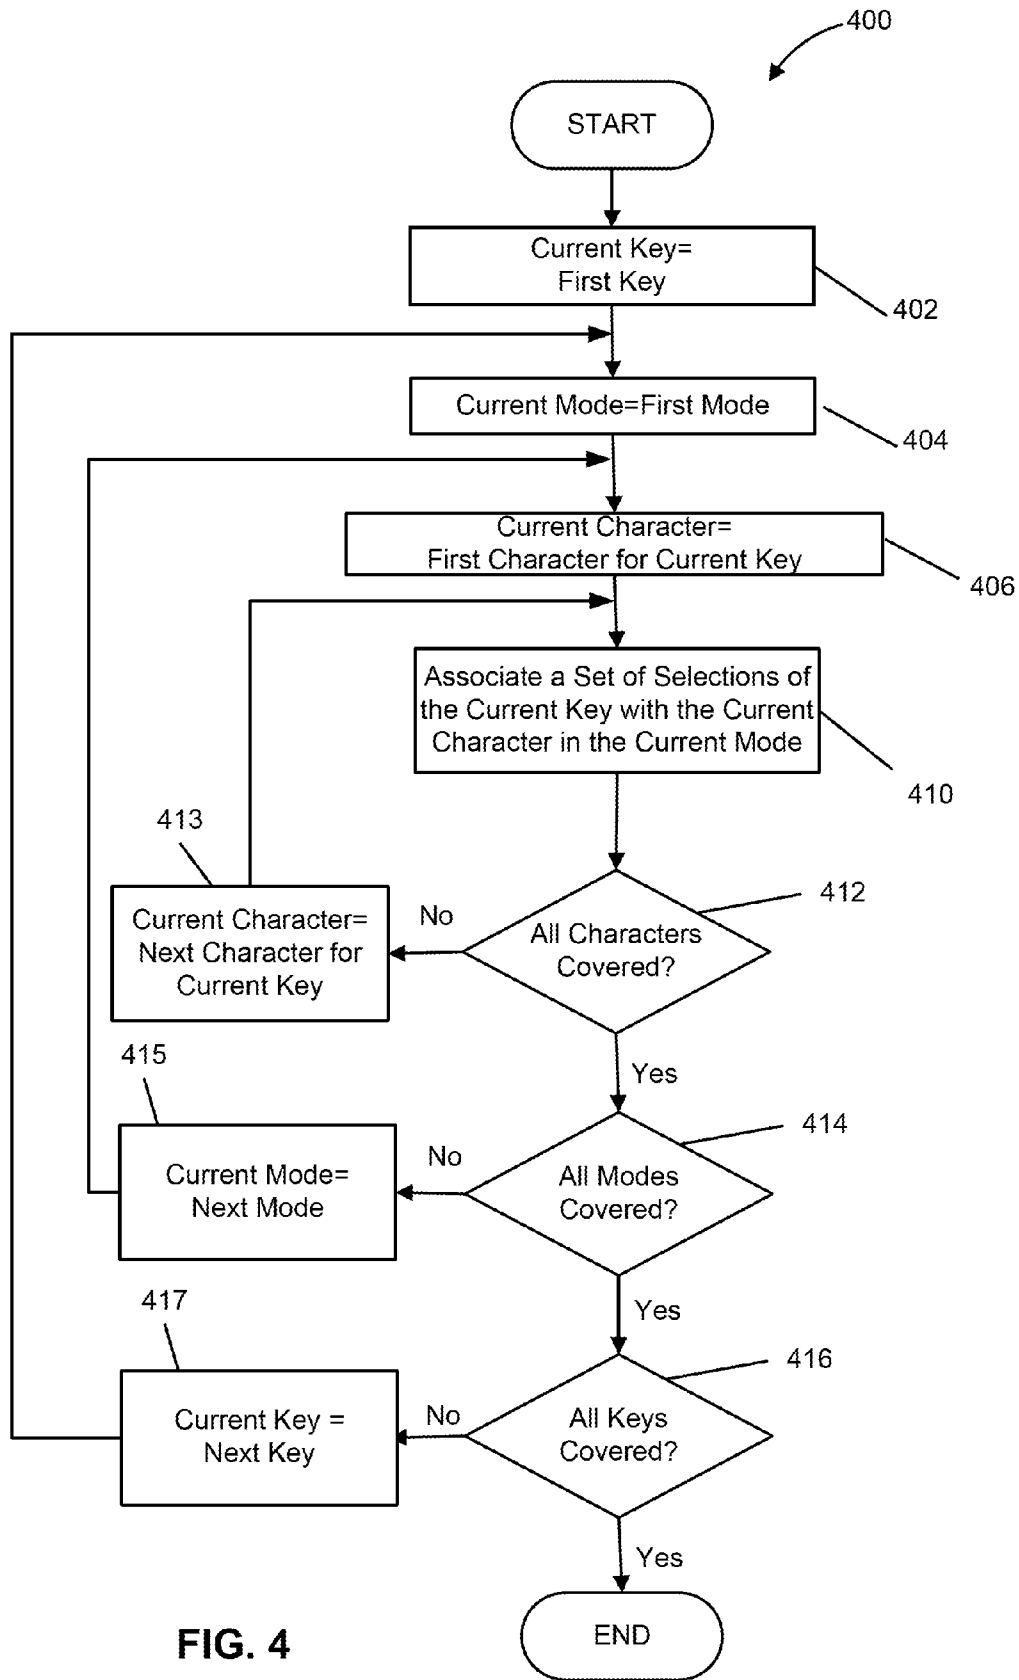 400
START
Current Key=
First Key
402
Current Mode=First Mode
404
Current Character=
First Character for Current Key
406
Associate a Set of Selections of
the Current Key with the Current
Character in the Current Mode
410
413
Current Character=
Next Character for
Current Key
No
All Characters
Covered?
412
Yes
415
Current Mode=
Next Mode
No
All Modes
Covered?
414
Yes
417
Current Key =
Next Key
No
All Keys
Covered?
416
Yes
END
FIG. 4